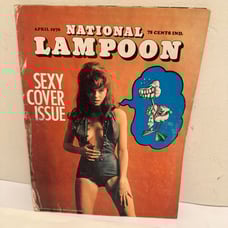 APRIL 1970
NATIONAL
75 CENTS IND.
LAMPOON
SEXY
COVER
ISSUE